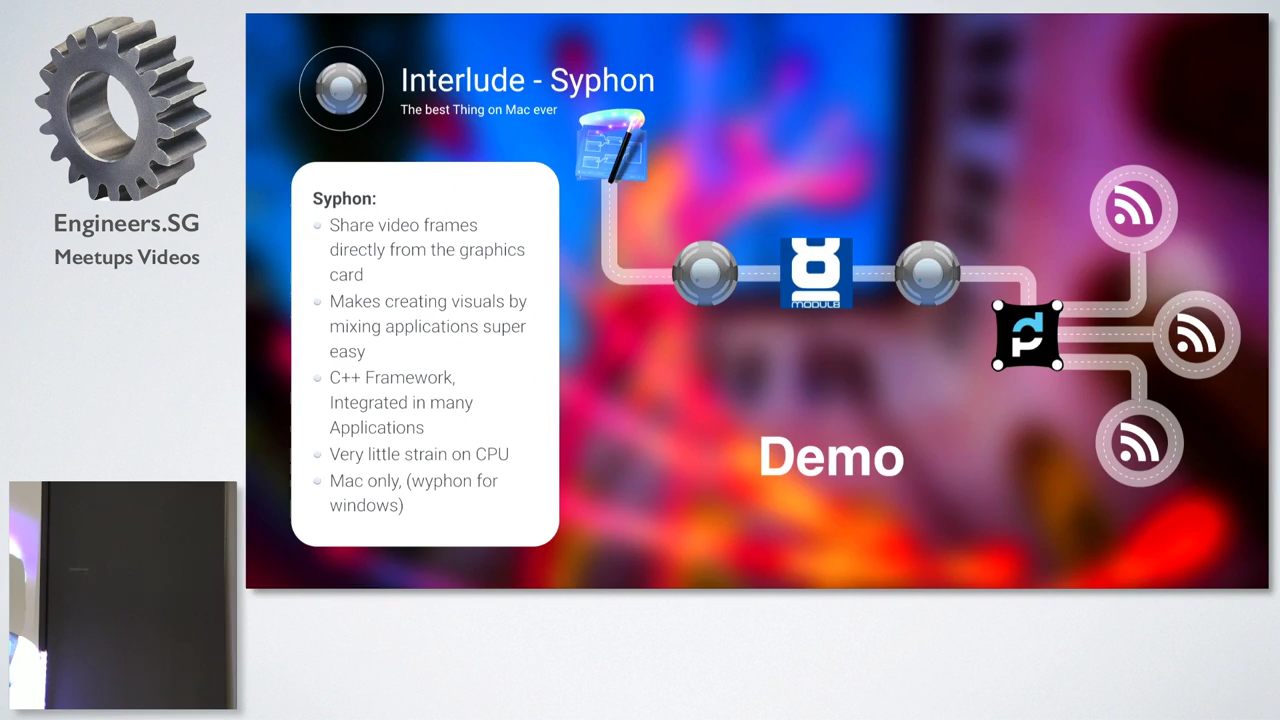 Engineers.SG
Meetups Videos
Interlude - Syphon
The best Thing on Mac ever
Syphon:
Share video frames
directly from the graphics
card
Makes creating visuals by
mixing applications super
easy
C++ Framework,
Integrated in many
Applications
Very little strain on CPU
Mac only, (wyphon for
windows)
MODUL8
Demo